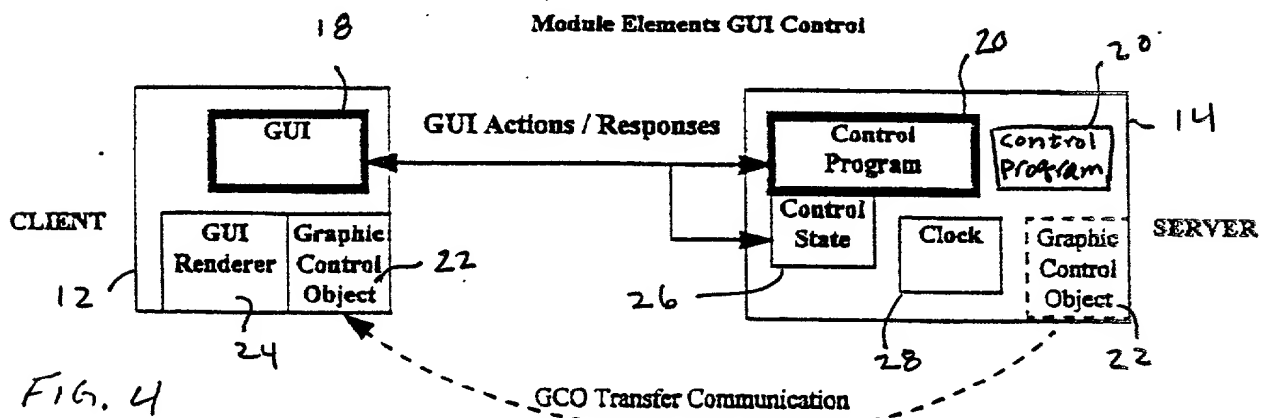 Module Elements GUI Control
18
20
20
GUI
GUI Actions / Responses
Control
Program
control
program
14
CLIENT
GUI
Renderer
Graphic
Control
Object
22
Control
State
Clock
Graphic
Control
Object
SERVER
12
24
26
28
22
FIG. 4
GCO Transfer Communication